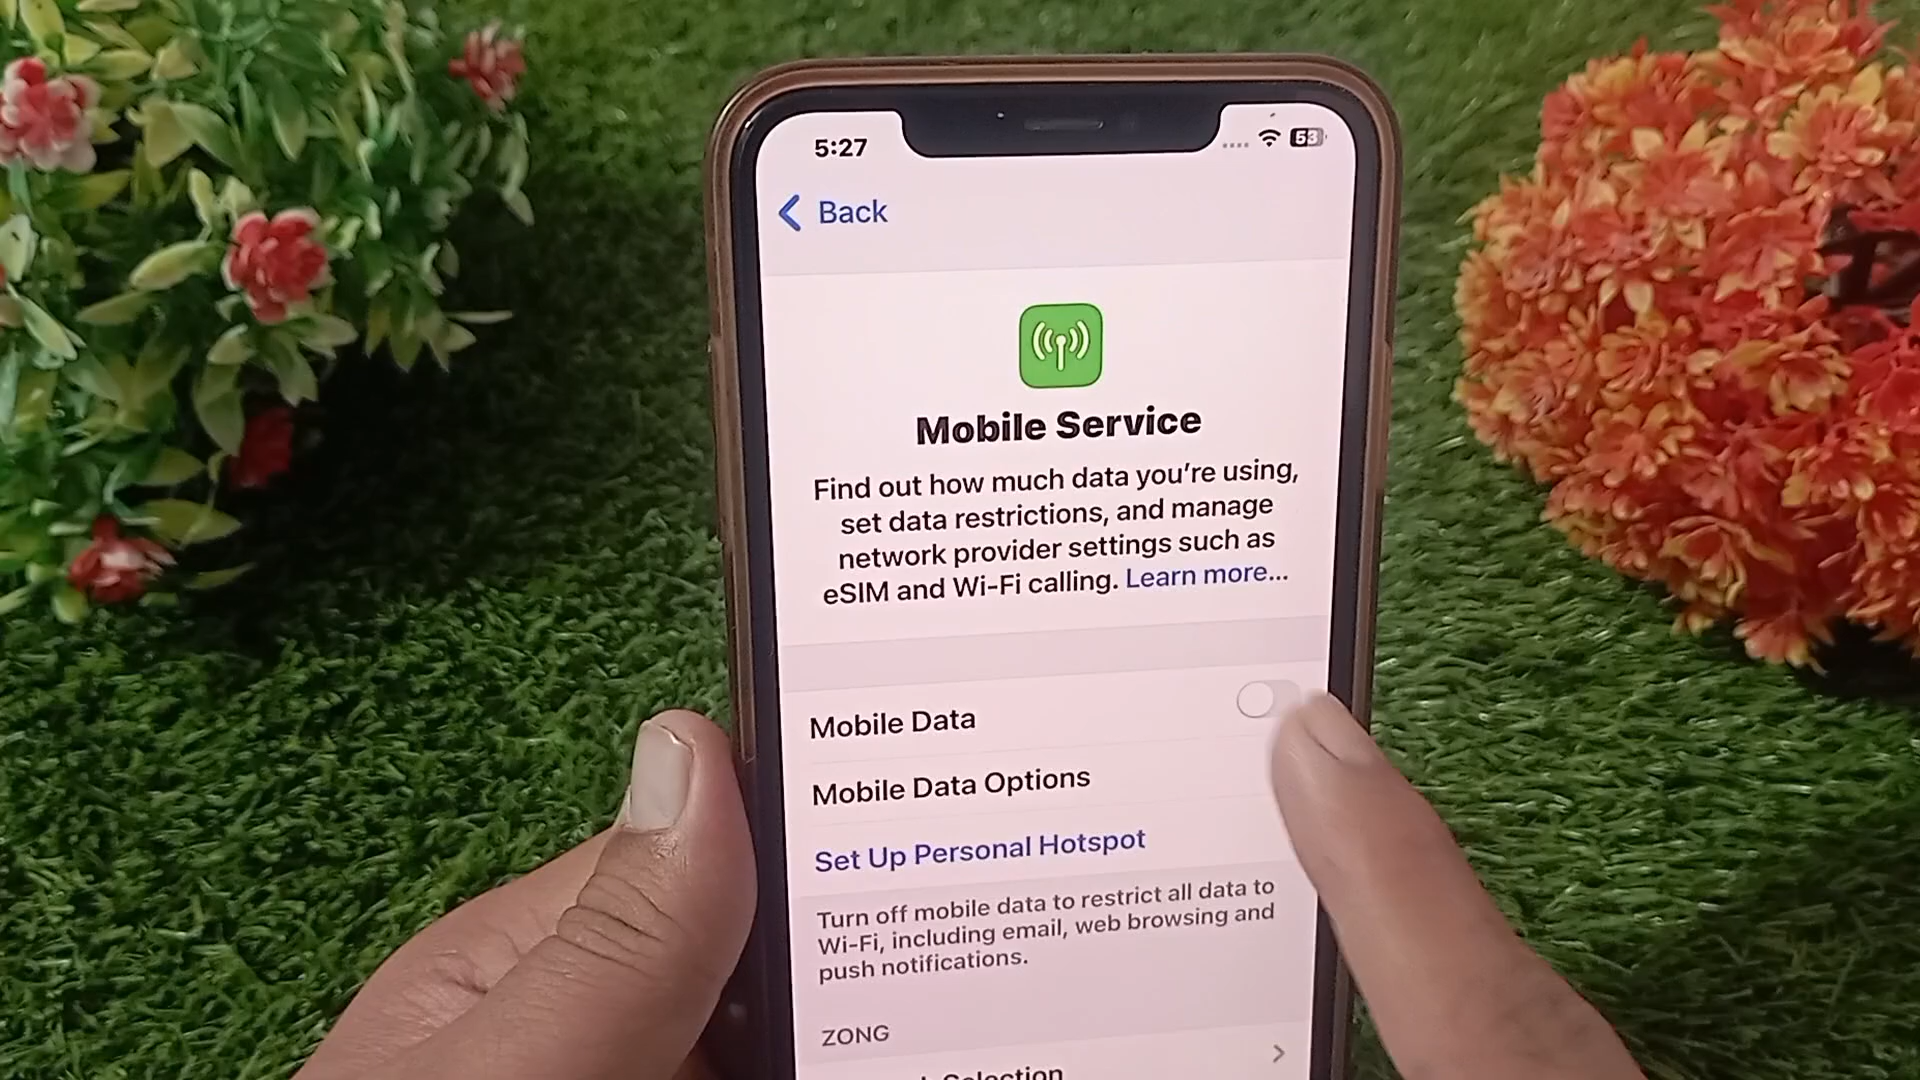 5:27
53
Back
Mobile Service
Find out how much data you're using,
set data restrictions, and manage
network provider settings such as
eSIM and Wi-Fi calling. Learn more...
Mobile Data
Mobile Data Options
Set Up Personal Hotspot
Turn off mobile data to restrict all data to
Wi-Fi, including email, web browsing and
push notifications.
ZONG
Selection